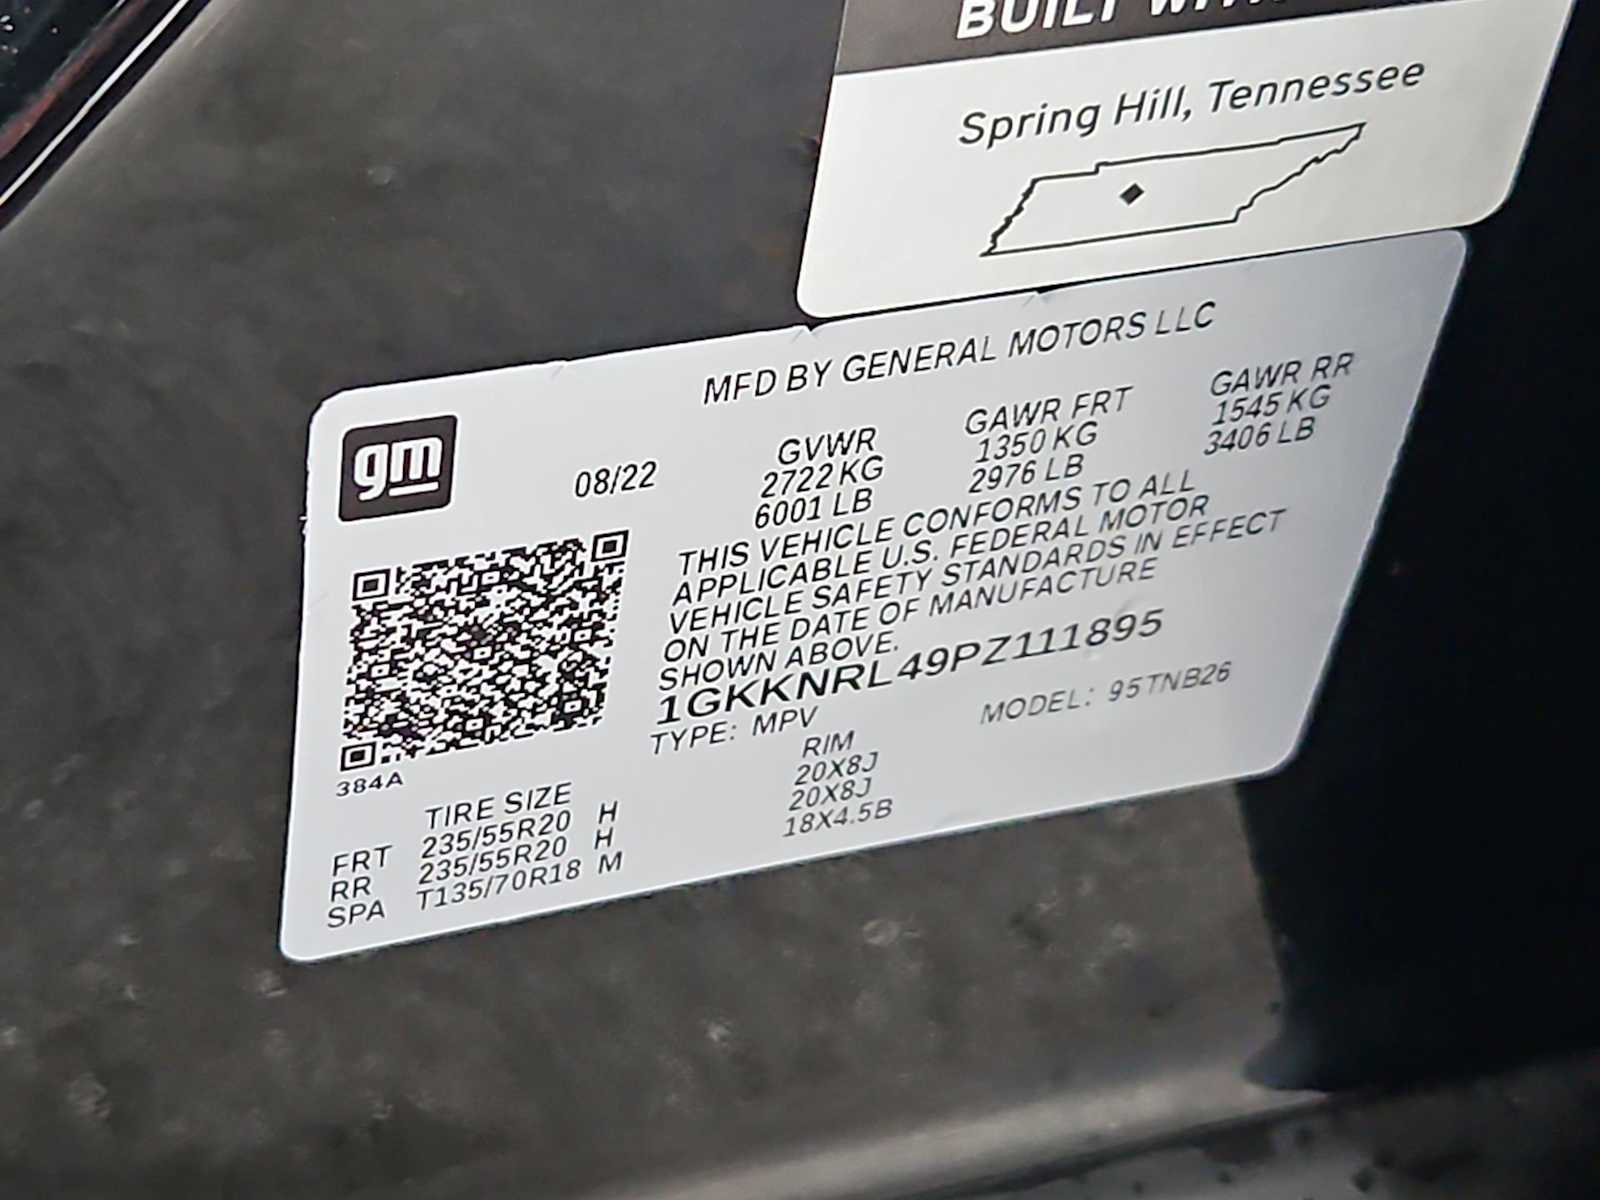 BUILT
Spring Hill, Tennessee
MFD BY GENERAL MOTORS LLC
gm
08/22
GVWR
2722 KG
6001 LB
GAWR FRT
1350 KG
2976 LB
GAWR RR
1545 KG
3406 LB
THIS VEHICLE CONFORMS TO ALL
APPLICABLE U.S. FEDERAL MOTOR
VEHICLE SAFETY STANDARDS IN EFFECT
ON THE DATE OF MANUFACTURE
SHOWN ABOVE.
1GKKNRL49PZ111895
TYPE: MPV
MODEL: 95TNB26
384A
TIRE SIZE RIM
FRT 235/55R20 H 20X8J
RR 235/55R20 H 20X8J
SPA T135/70R18 M 18X4.5B